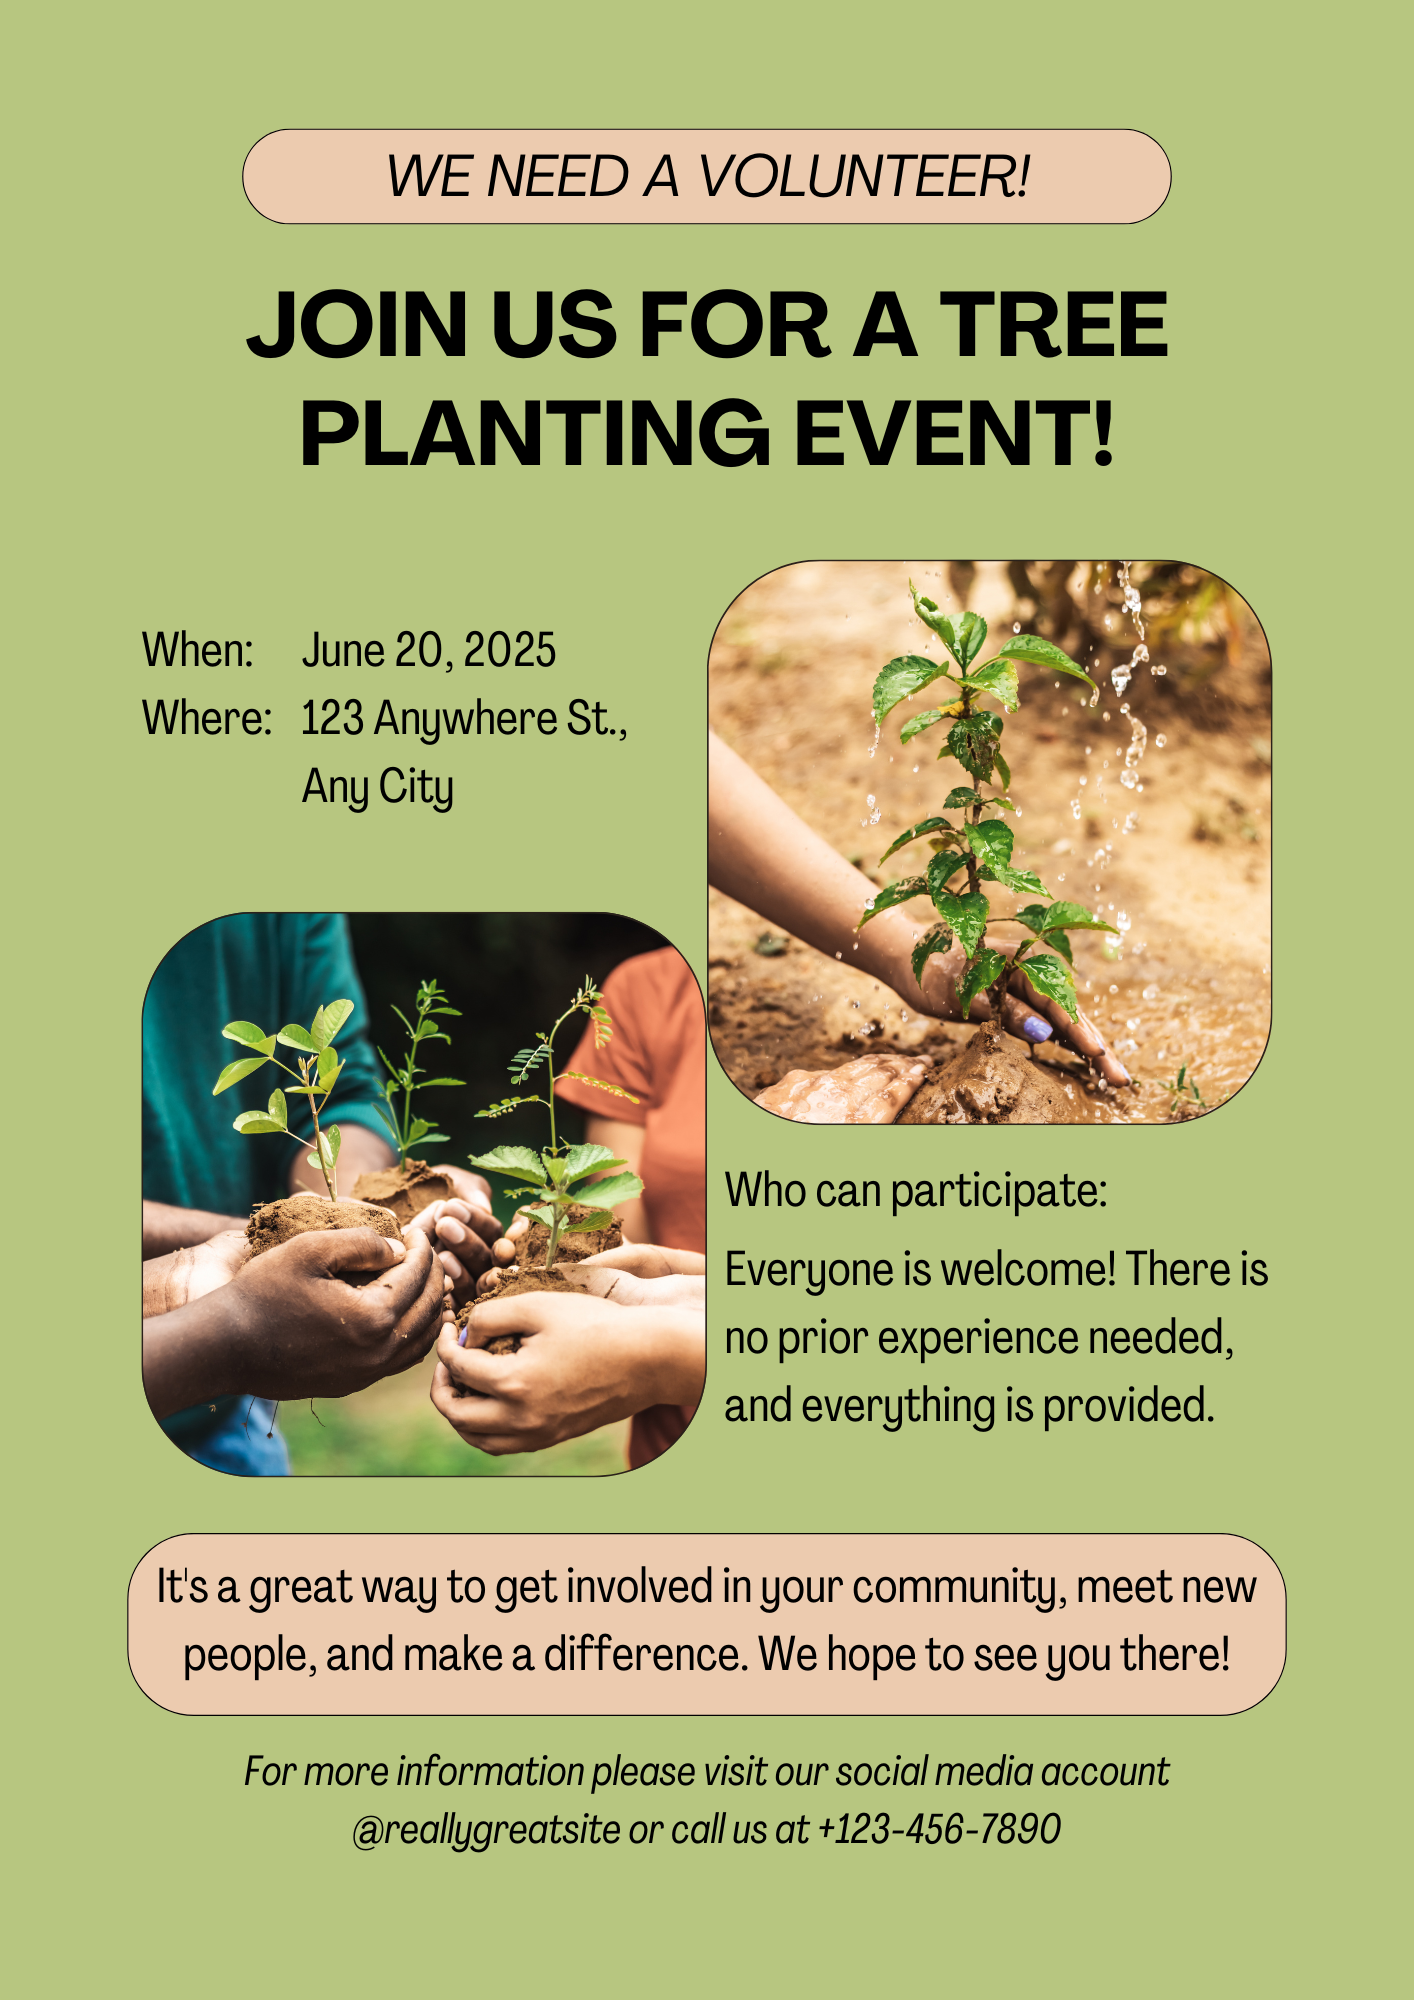 WE NEED A VOLUNTEER!
JOIN US FOR A TREE
PLANTING EVENT!
When: June 20, 2025
Where: 123 Anywhere St.,
Any City
Who can participate:
Everyone is welcome! There is
no prior experience needed,
and everything is provided.
It's a great way to get involved in your community, meet new
people, and make a difference. We hope to see you there!
For more information please visit our social media account
@reallygreatsite or call us at +123-456-7890